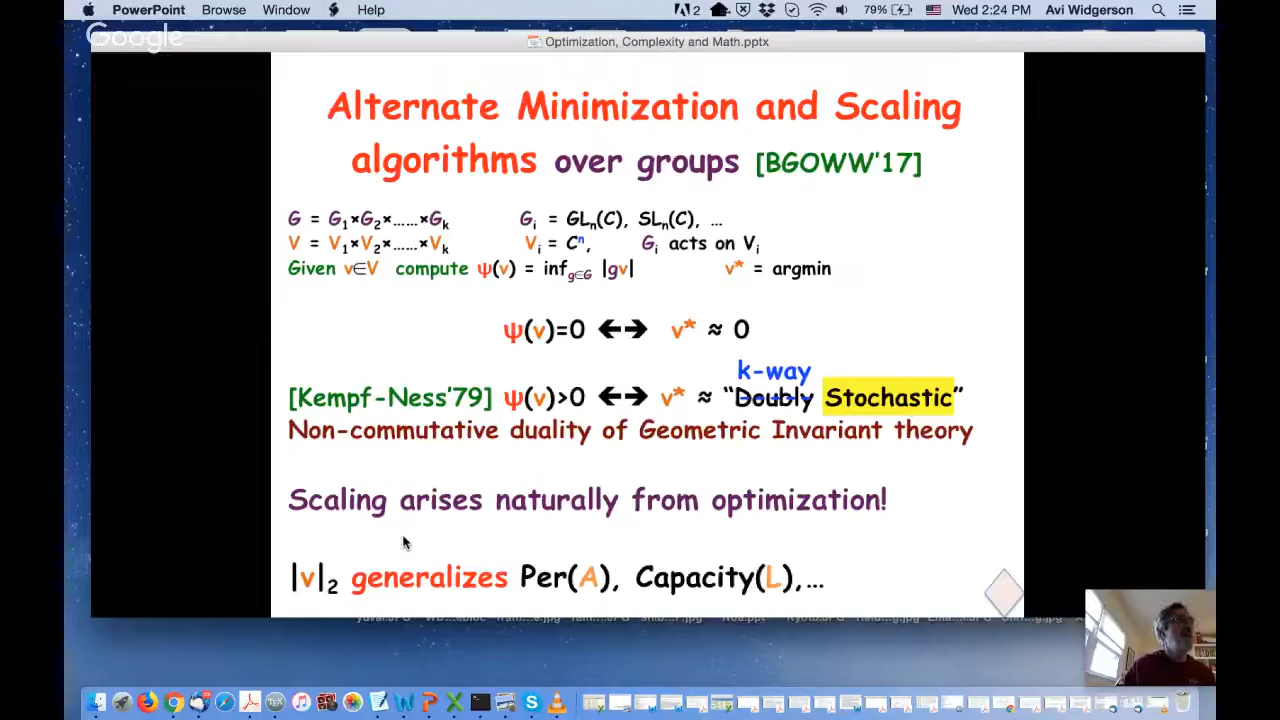 PowerPoint Browse Window Help 2 79% Wed 2:24 PM Avi Widgerson
Google
Optimization, Complexity and Math.pptx
Alternate Minimization and Scaling
algorithms over groups [BGOWW'17]
G = G₁×G₂×……×Gₖ Gᵢ = GLₙ(C), SLₙ(C), …
V = V₁×V₂×……×Vₖ Vᵢ = Cⁿ, Gᵢ acts on Vᵢ
Given v∈V compute ψ(v) = inf_g∈G |gv| v* = argmin
ψ(v)=0 ←→ v* ≈ 0
k-way
[Kempf-Ness'79] ψ(v)>0 ←→ v* ≈ “Doubly Stochastic”
Non-commutative duality of Geometric Invariant theory
Scaling arises naturally from optimization!
|v|₂ generalizes Per(A), Capacity(L),…